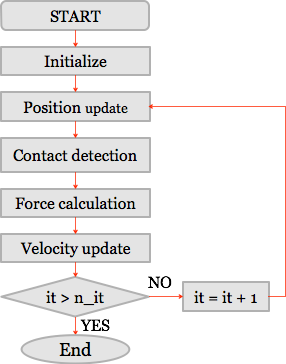 START
Initialize
Position update
Contact detection
Force calculation
Velocity update
it > n_it
NO
it = it + 1
YES
End